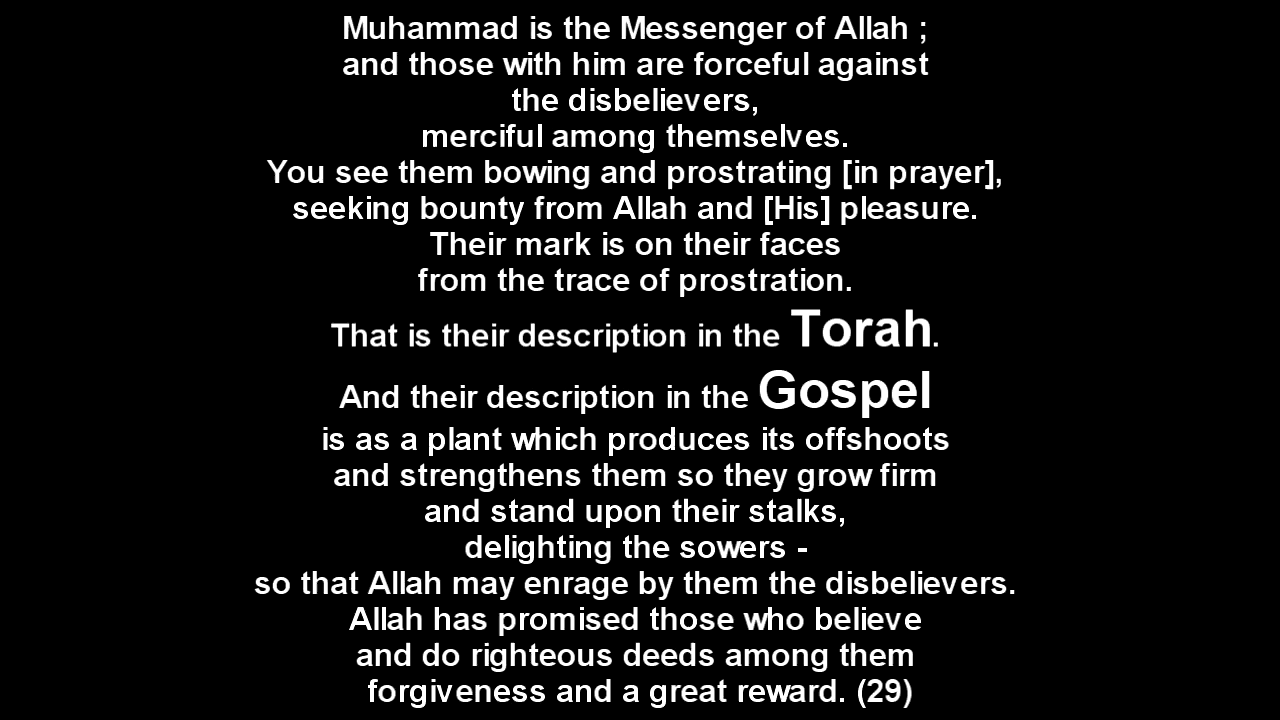 Muhammad is the Messenger of Allah ;
and those with him are forceful against
the disbelievers,
merciful among themselves.
You see them bowing and prostrating [in prayer],
seeking bounty from Allah and [His] pleasure.
Their mark is on their faces
from the trace of prostration.
That is their description in the Torah.
And their description in the Gospel
is as a plant which produces its offshoots
and strengthens them so they grow firm
and stand upon their stalks,
delighting the sowers -
so that Allah may enrage by them the disbelievers.
Allah has promised those who believe
and do righteous deeds among them
forgiveness and a great reward. (29)